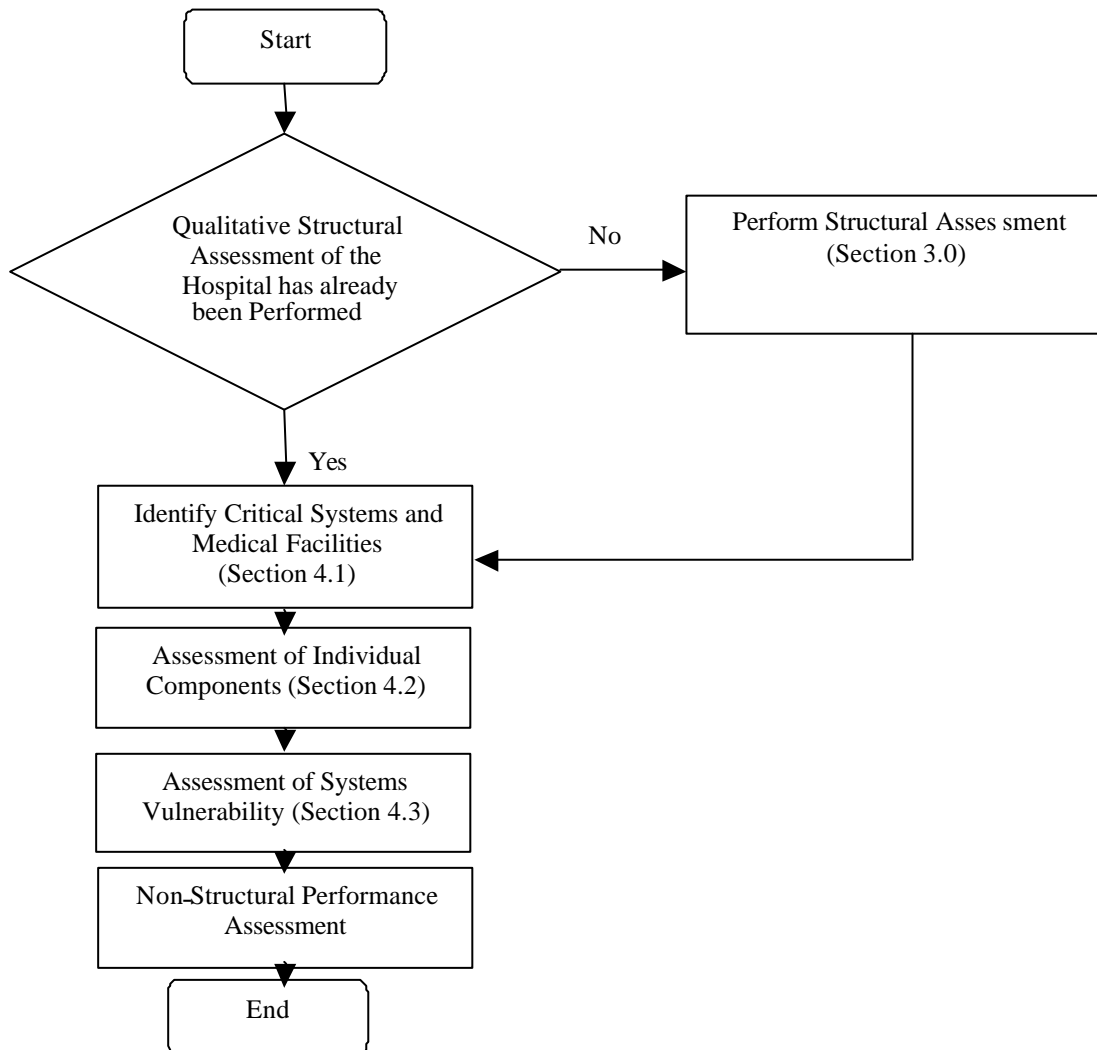 Start
Qualitative Structural
Assessment of the
Hospital has already
been Performed
No
Perform Structural Asses sment
(Section 3.0)
Yes
Identify Critical Systems and
Medical Facilities
(Section 4.1)
Assessment of Individual
Components (Section 4.2)
Assessment of Systems
Vulnerability (Section 4.3)
Non-Structural Performance
Assessment
End